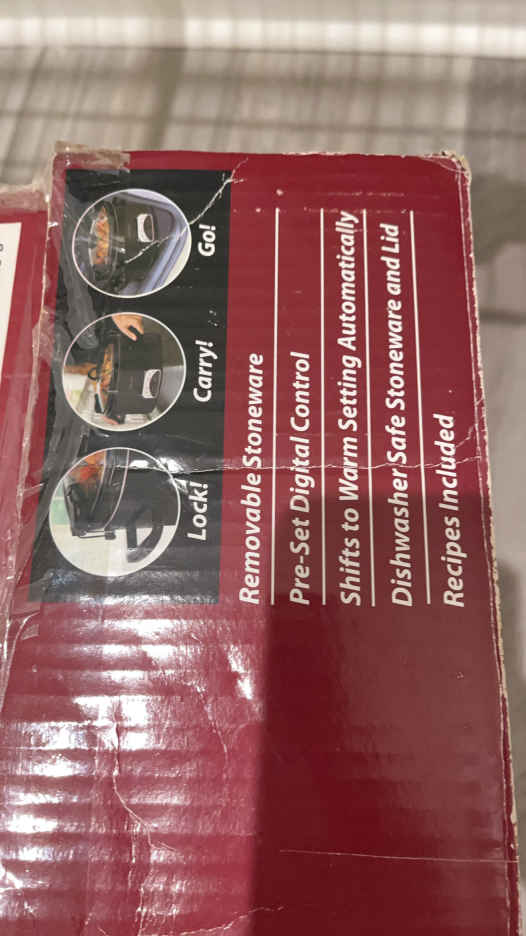 Lock!
Carry!
Go!
Removable Stoneware
Pre-Set Digital Control
Shifts to Warm Setting Automatically
Dishwasher Safe Stoneware and Lid
Recipes Included